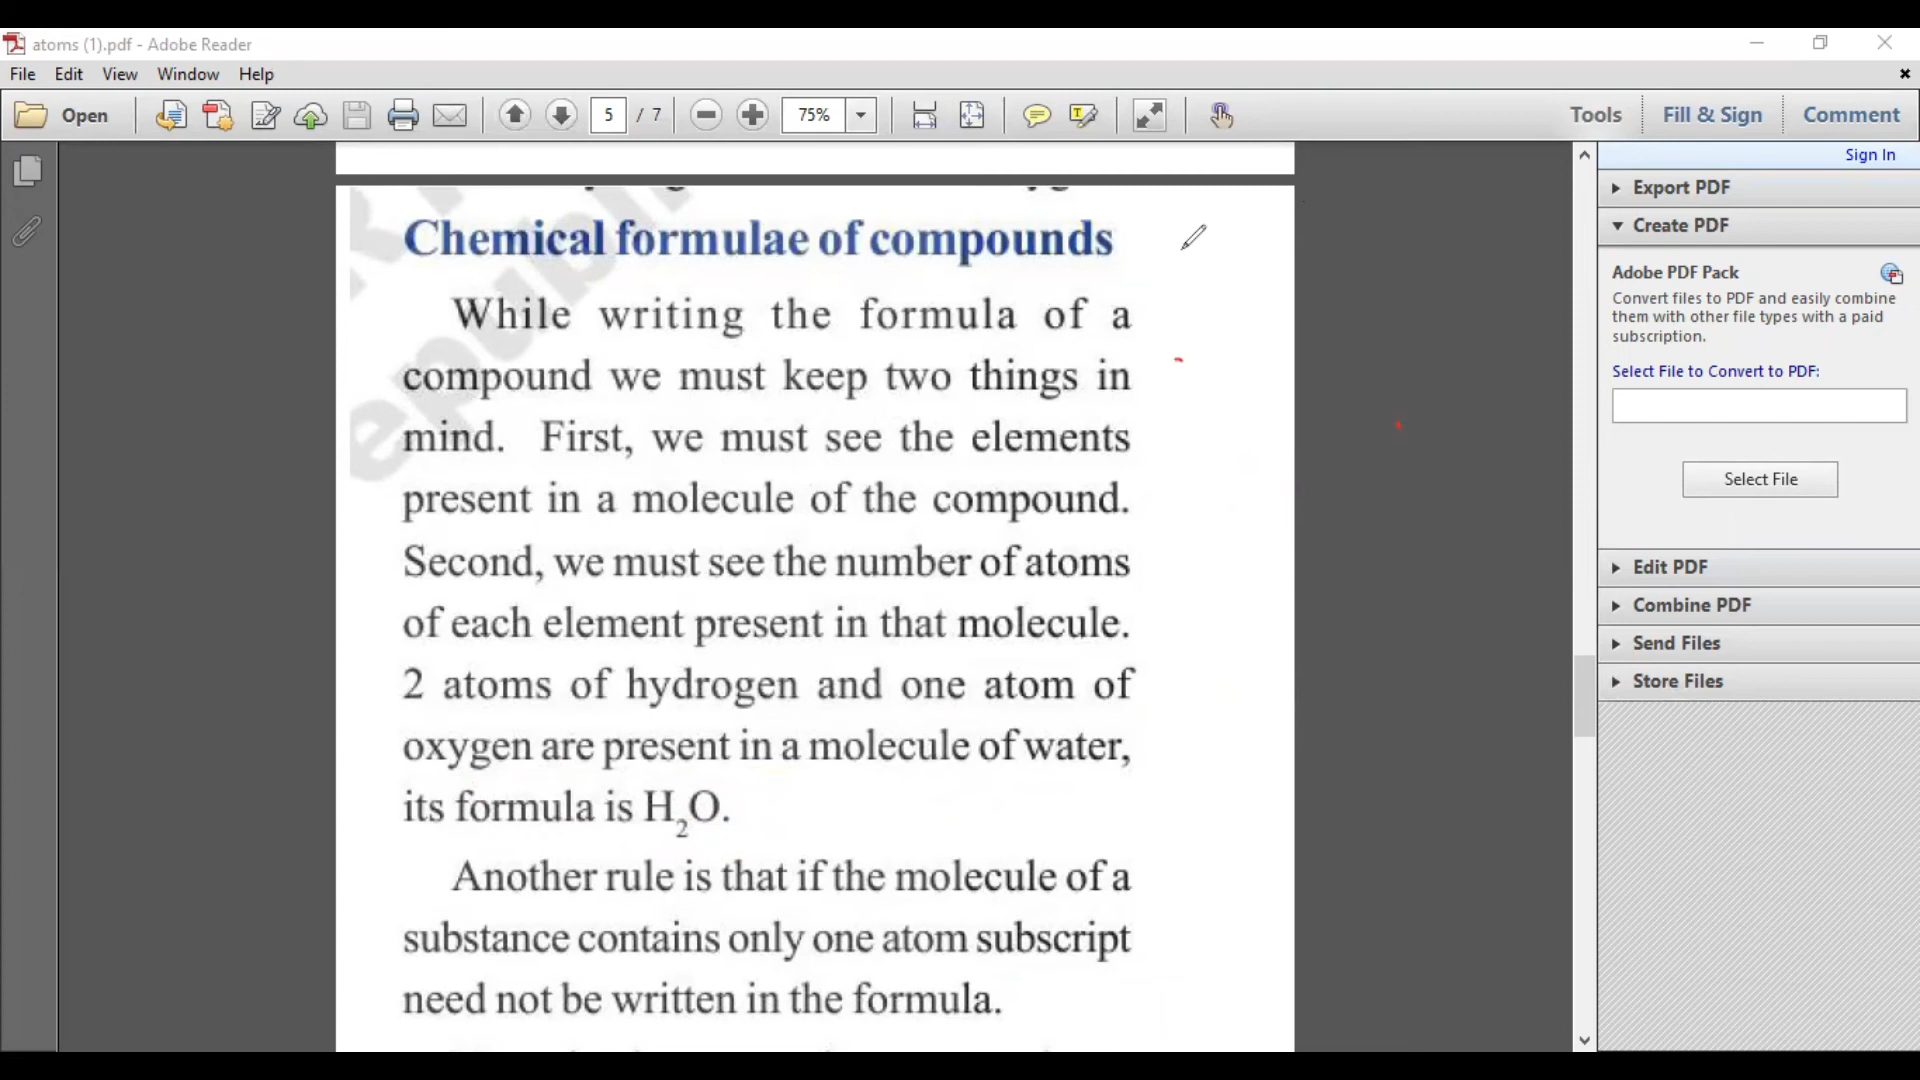 atoms (1).pdf - Adobe Reader
File Edit View Window Help
Open 5 / 7 75% Tools Fill & Sign Comment
Sign In
Export PDF
Create PDF
Adobe PDF Pack
Convert files to PDF and easily combine
them with other file types with a paid
subscription.
Select File to Convert to PDF:
Select File
Edit PDF
Combine PDF
Send Files
Store Files
Chemical formulae of compounds
While writing the formula of a
compound we must keep two things in
mind. First, we must see the elements
present in a molecule of the compound.
Second, we must see the number of atoms
of each element present in that molecule.
2 atoms of hydrogen and one atom of
oxygen are present in a molecule of water,
its formula is H₂O.
Another rule is that if the molecule of a
substance contains only one atom subscript
need not be written in the formula.